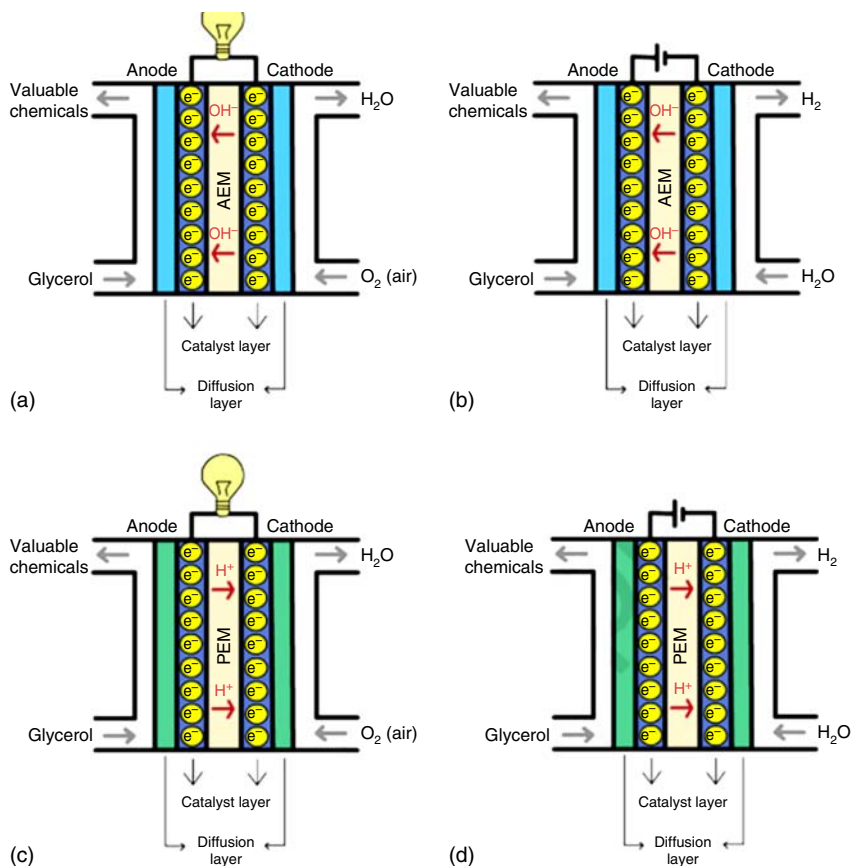 Anode Cathode
Valuable
chemicals
H₂O
e⁻ e⁻
e⁻ e⁻
e⁻ e⁻
e⁻ e⁻
e⁻ e⁻
e⁻ e⁻
e⁻ e⁻
e⁻ e⁻
e⁻ e⁻
OH⁻
AEM
OH⁻
Glycerol
O₂ (air)
Catalyst layer
Diffusion
layer
(a)
Anode Cathode
Valuable
chemicals
H₂
e⁻ e⁻
e⁻ e⁻
e⁻ e⁻
e⁻ e⁻
e⁻ e⁻
e⁻ e⁻
e⁻ e⁻
e⁻ e⁻
e⁻ e⁻
OH⁻
AEM
OH⁻
Glycerol
H₂O
Catalyst layer
Diffusion
layer
(b)
Anode Cathode
Valuable
chemicals
H₂O
e⁻ e⁻
e⁻ e⁻
e⁻ e⁻
e⁻ e⁻
e⁻ e⁻
e⁻ e⁻
e⁻ e⁻
e⁻ e⁻
e⁻ e⁻
H⁺
PEM
H⁺
Glycerol
O₂ (air)
Catalyst layer
Diffusion
layer
(c)
Anode Cathode
Valuable
chemicals
H₂
e⁻ e⁻
e⁻ e⁻
e⁻ e⁻
e⁻ e⁻
e⁻ e⁻
e⁻ e⁻
e⁻ e⁻
e⁻ e⁻
e⁻ e⁻
H⁺
PEM
H⁺
Glycerol
H₂O
Catalyst layer
Diffusion
layer
(d)